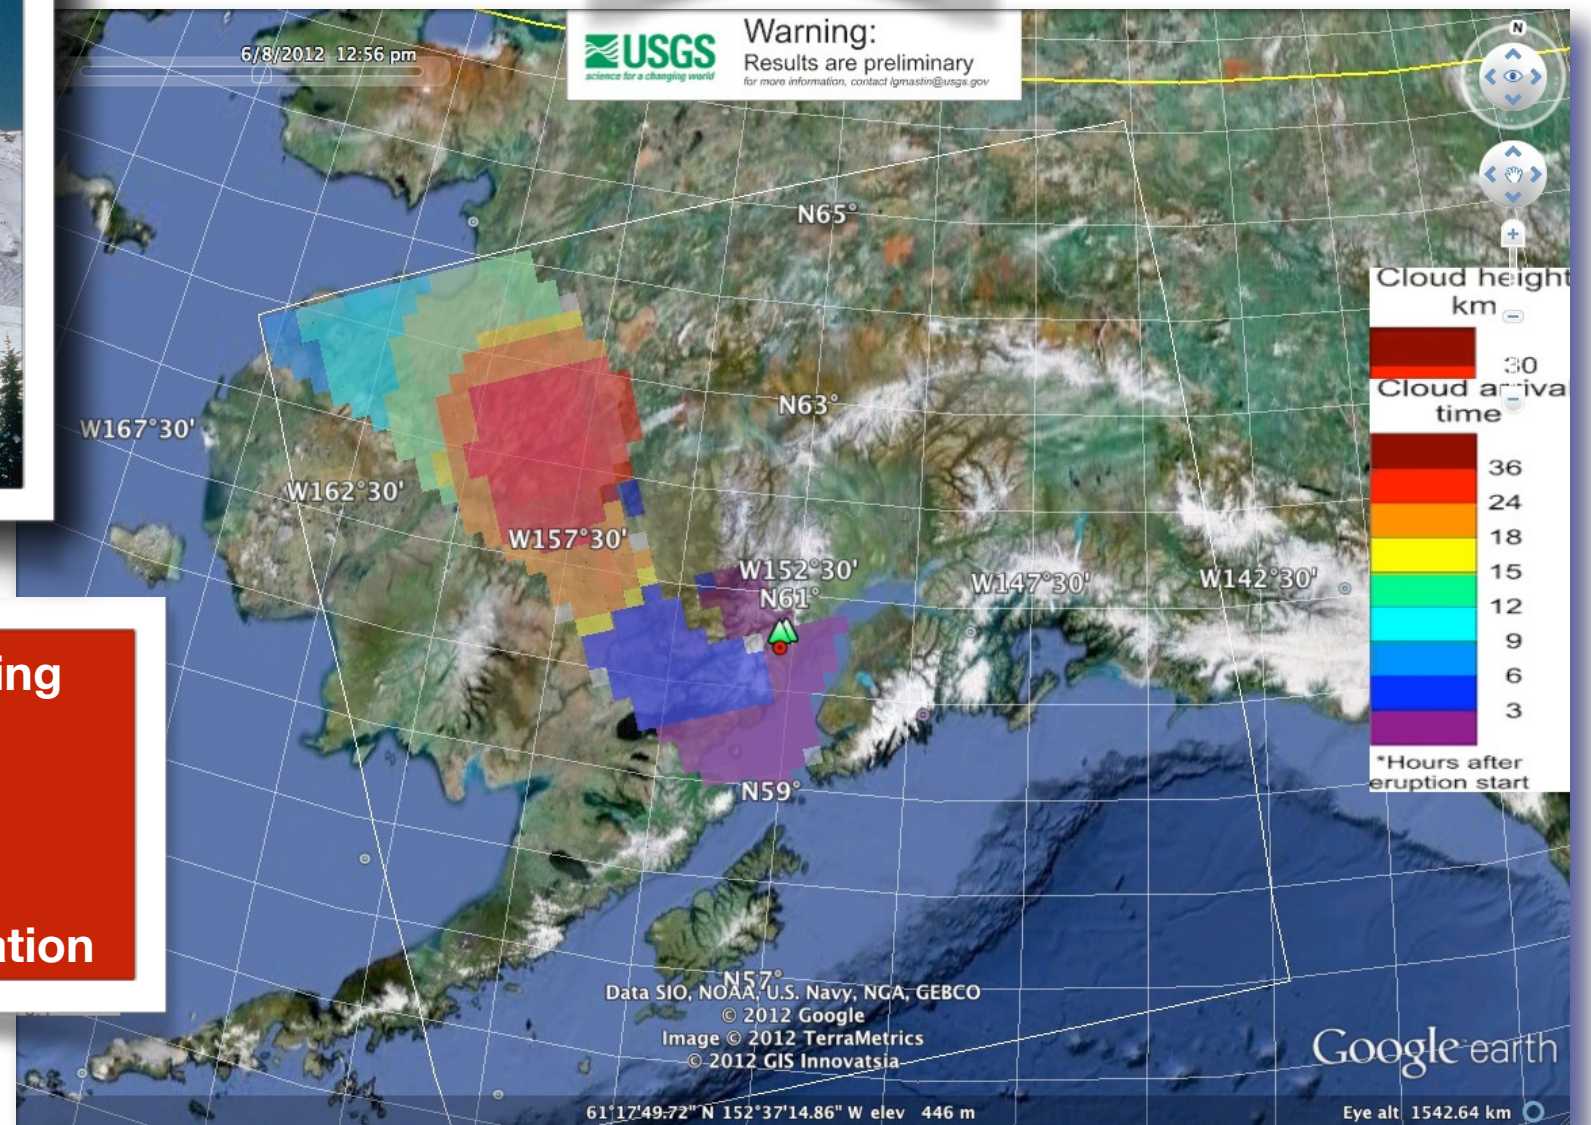 6/8/2012 12:56 pm
USGS
science for a changing world
Warning:
Results are preliminary
for more information, contact lgmastin@usgs.gov
N
N65°
Cloud height
km
30
Cloud arrival
time
36
24
18
15
12
9
6
3
*Hours after
eruption start
N63°
W167°30'
W162°30'
W157°30'
W152°30'
N61°
W147°30'
W142°30'
ing
ation
N59°
N57°
Data SIO, NOAA, U.S. Navy, NGA, GEBCO
© 2012 Google
Image © 2012 TerraMetrics
© 2012 GIS Innovatsia
Google earth
61°17'49.72" N 152°37'14.86" W elev 446 m
Eye alt 1542.64 km